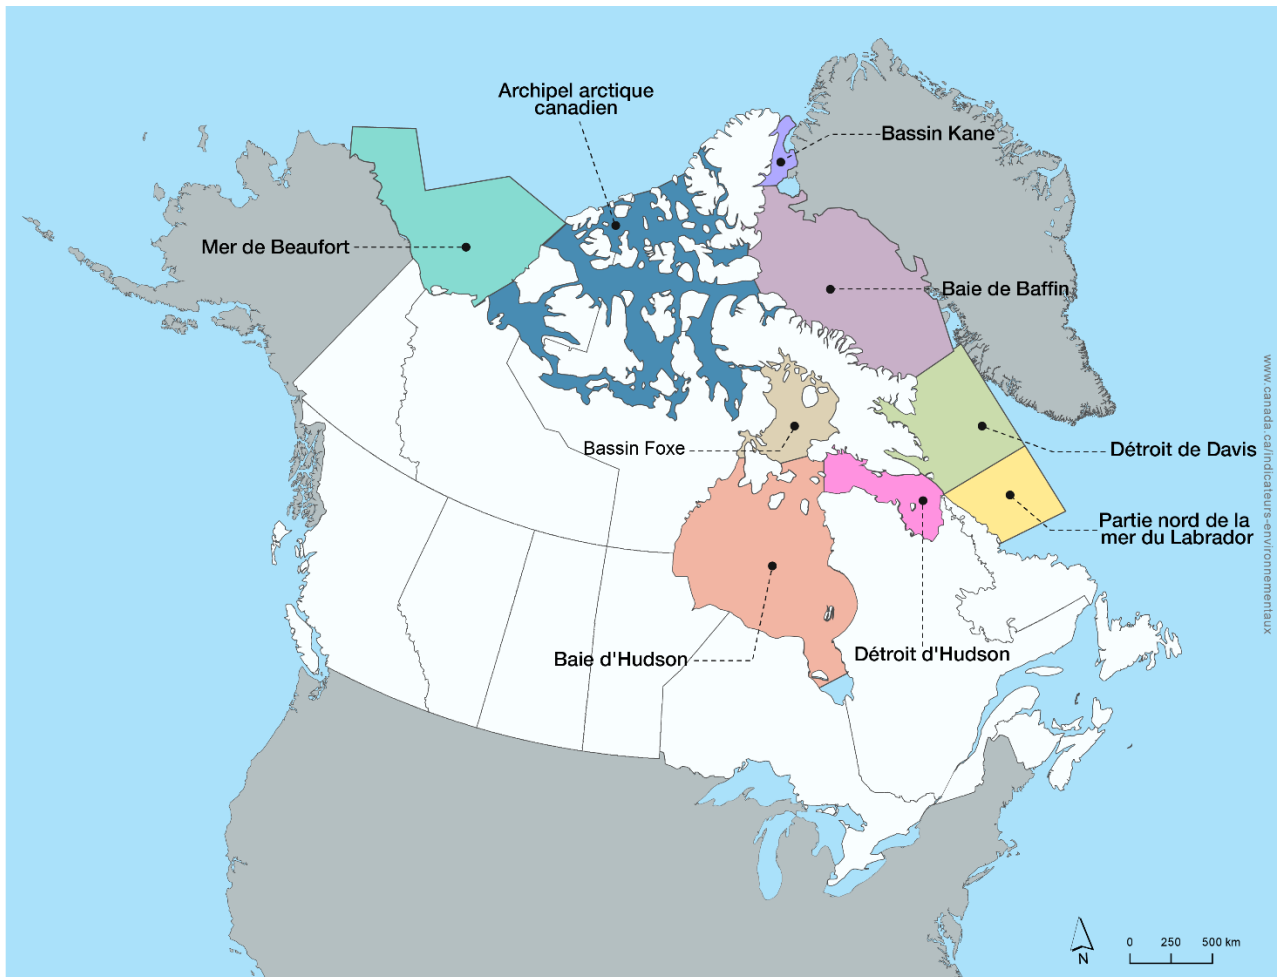 Archipel arctique
canadien
Bassin Kane
Mer de Beaufort
Baie de Baffin
Bassin Foxe
Détroit de Davis
Partie nord de la
mer du Labrador
Baie d'Hudson
Détroit d'Hudson
www.canada.ca/indicateurs-environnementaux
N
0 250 500 km